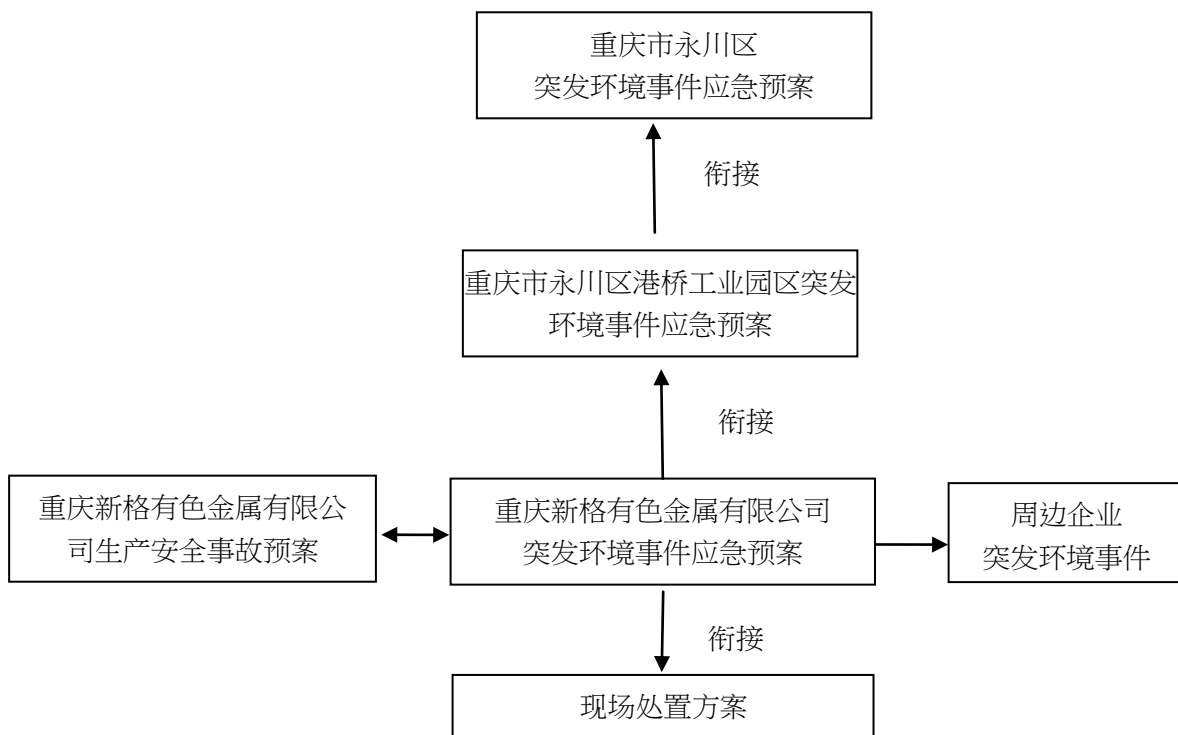 重庆市永川区
突发环境事件应急预案
衔接
重庆市永川区港桥工业园区突发
环境事件应急预案
衔接
重庆新格有色金属有限公
司生产安全事故预案
重庆新格有色金属有限公司
突发环境事件应急预案
周边企业
突发环境事件
衔接
现场处置方案